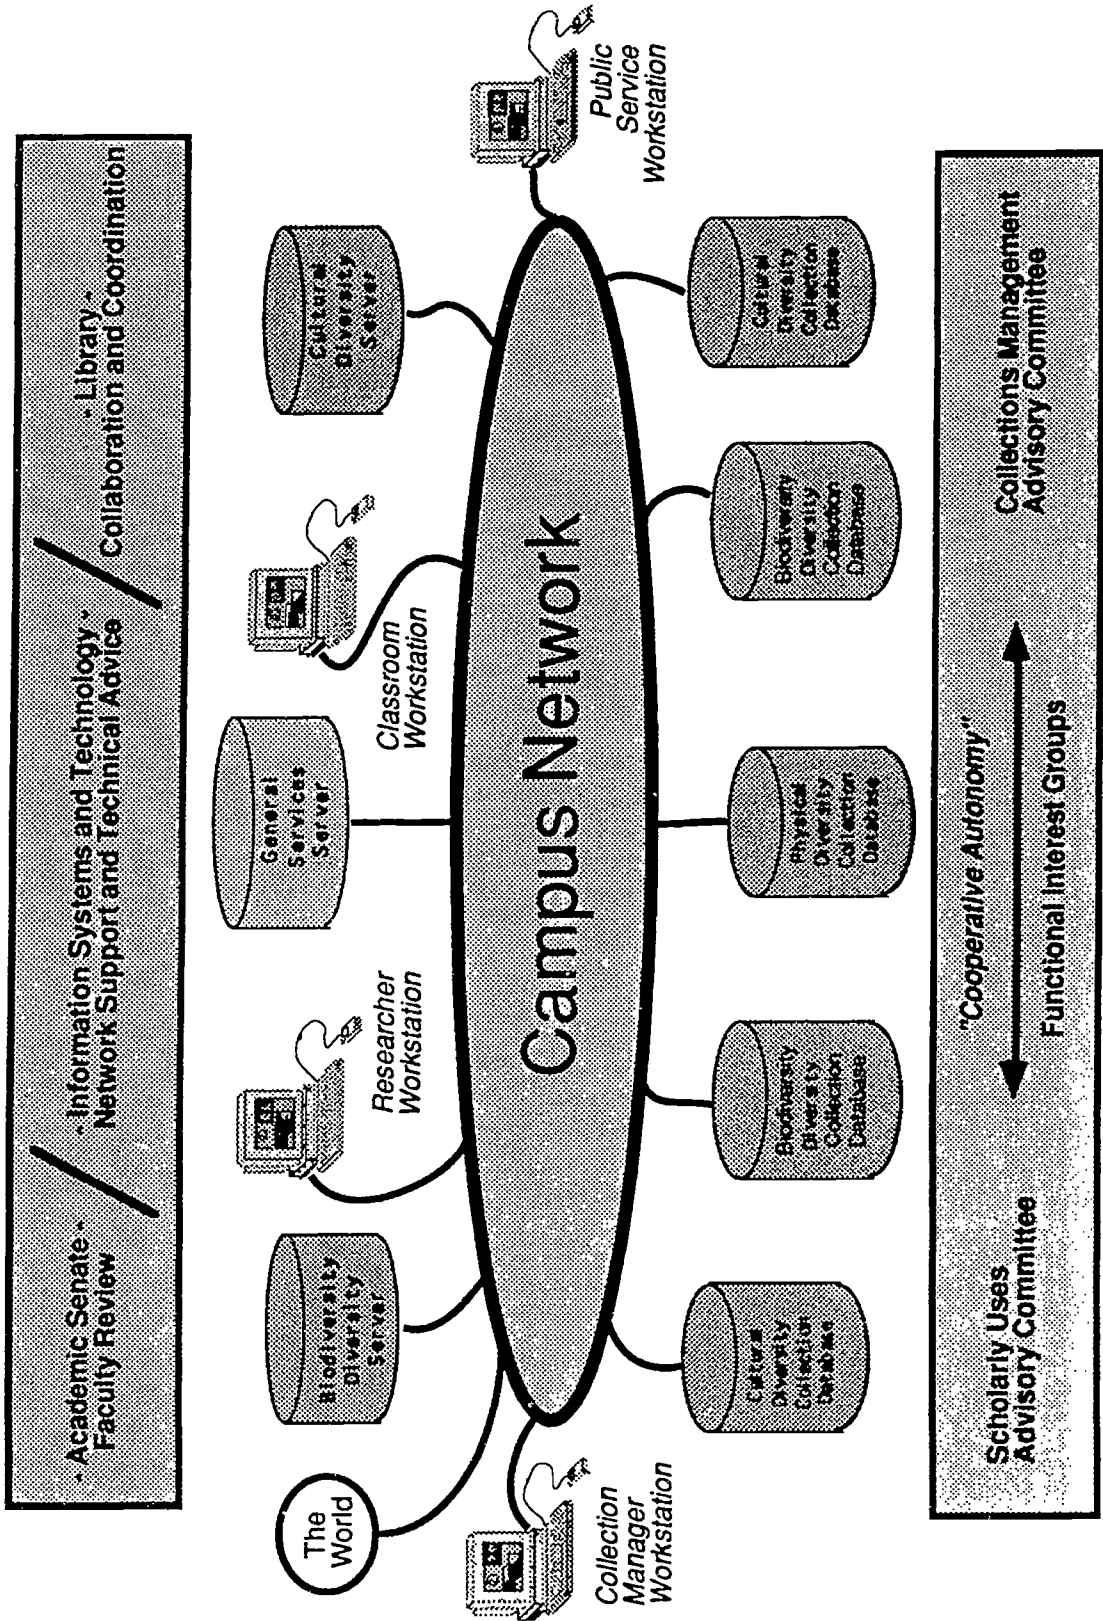 - Academic Senate -
Faculty Review
- Information Systems and Technology -
Network Support and Technical Advice
- Library -
Collaboration and Coordination
The
World
Biodiversity
Diversity
Server
Researcher
Workstation
General
Services
Server
Classroom
Workstation
Cultural
Diversity
Server
Collection
Manager
Workstation
Campus Network
Public
Service
Workstation
Cultural
Diversity
Collection
Database
Biodiversity
Diversity
Collection
Database
Physical
Diversity
Collection
Database
Biodiversity
Diversity
Collection
Database
Cultural
Diversity
Collection
Database
Scholarly Uses
Advisory Committee
"Cooperative Autonomy"
Functional Interest Groups
Collections Management
Advisory Committee